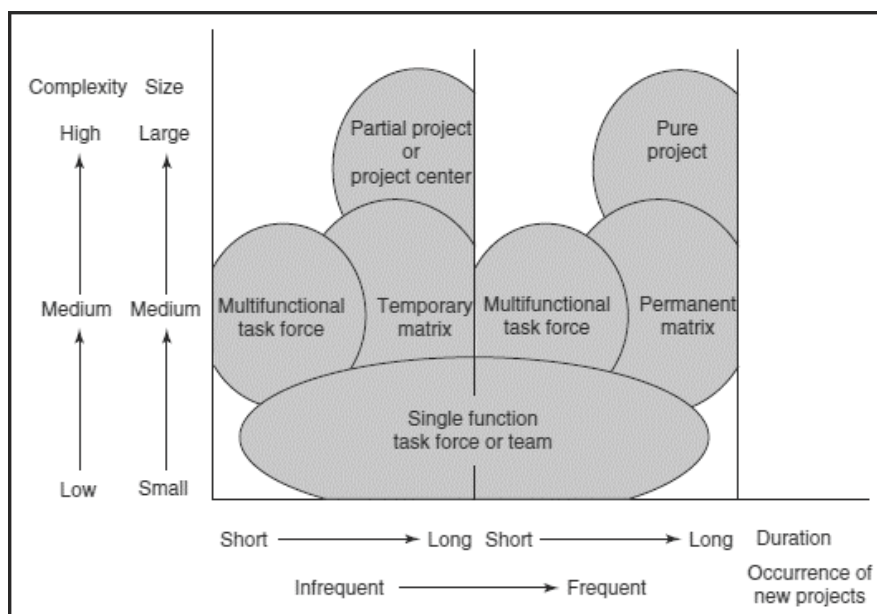 Complexity Size
High Large
Partial project
or
project center
Pure
project
Medium Medium
Multifunctional
task force
Temporary
matrix
Multifunctional
task force
Permanent
matrix
Single function
task force or team
Low Small
Short Long Short Long Duration
Infrequent Frequent
Occurrence of
new projects